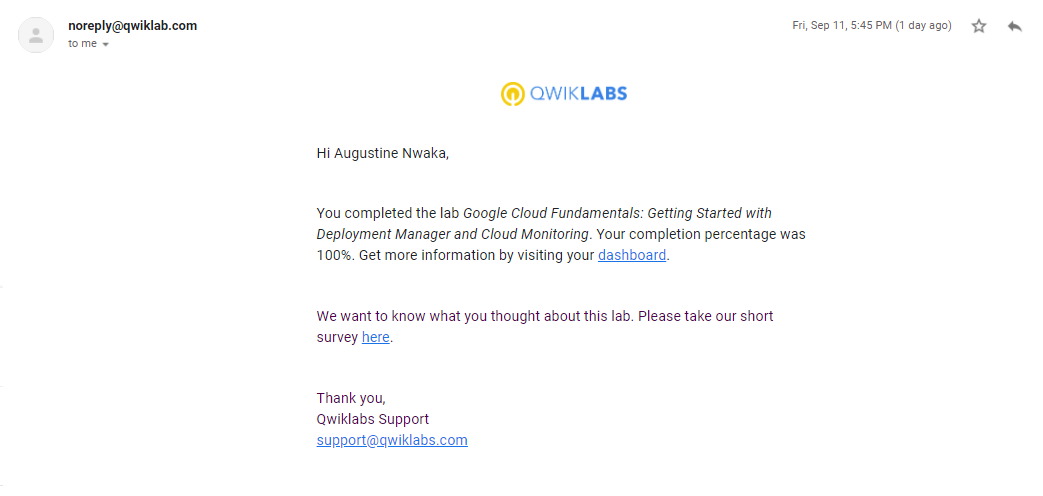 noreply@qwiklab.com
Fri, Sep 11, 5:45 PM (1 day ago)
to me
QWIKLABS
Hi Augustine Nwaka,
You completed the lab Google Cloud Fundamentals: Getting Started with
Deployment Manager and Cloud Monitoring. Your completion percentage was
100%. Get more information by visiting your dashboard.
We want to know what you thought about this lab. Please take our short
survey here.
Thank you,
Qwiklabs Support
support@qwiklabs.com